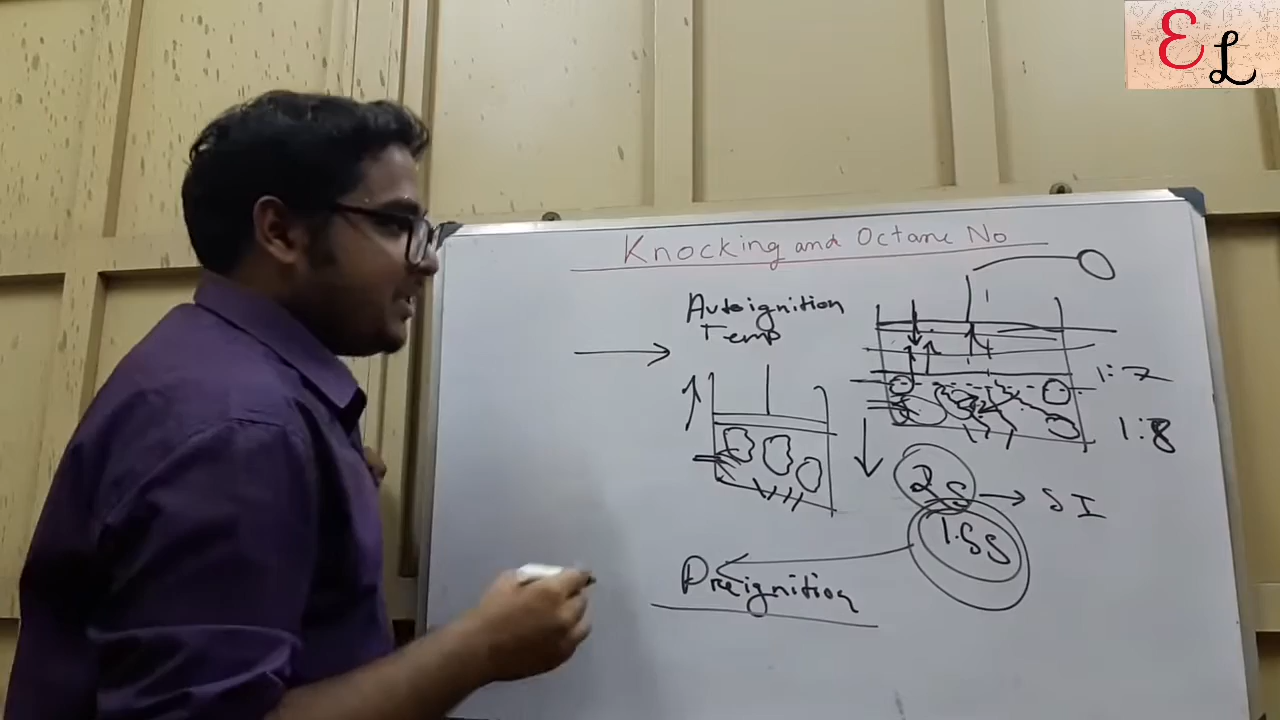 EL
Knocking and Octane No
Autoignition
Temp
1:7
1:8
2s
SI
1.5s
Preignition